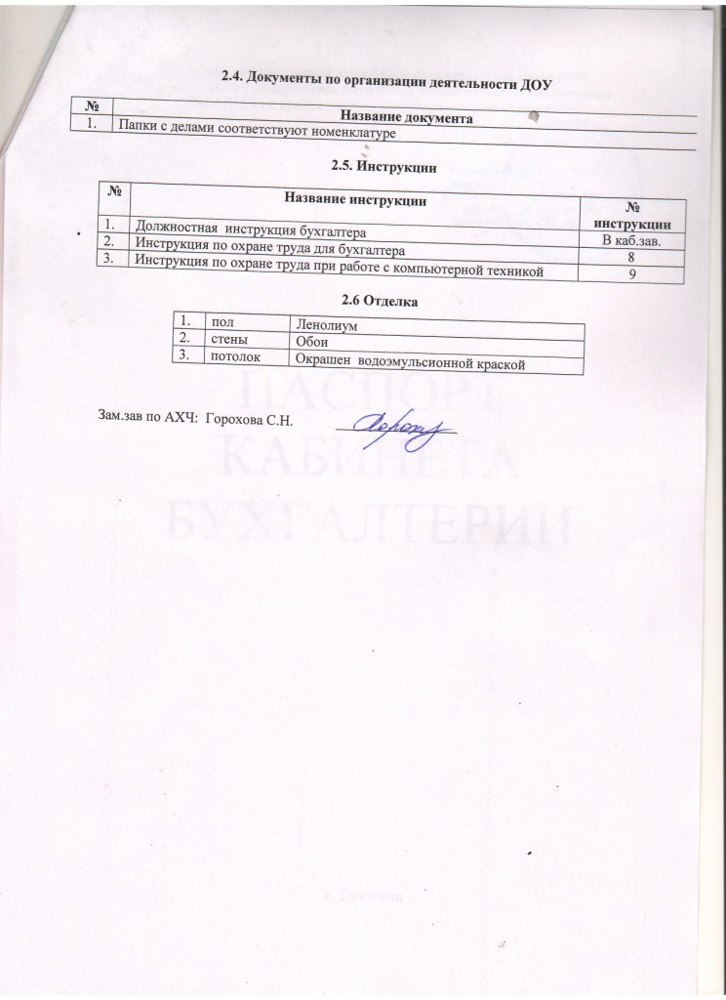 2.4. Документы по организации деятельности ДОУ
№ Название документа
1. Папки с делами соответствуют номенклатуре
2.5. Инструкции
№ Название инструкции № инструкции
1. Должностная инструкция бухгалтера В каб.зав.
2. Инструкция по охране труда для бухгалтера 8
3. Инструкция по охране труда при работе с компьютерной техникой 9
2.6 Отделка
1. пол Ленолиум
2. стены Обои
3. потолок Окрашен водоэмульсионной краской
Зам.зав по АХЧ: Горохова С.Н.
ПАСПОРТ
КАБИНЕТА
БУХГАЛТЕРИИ
г. Гатчина